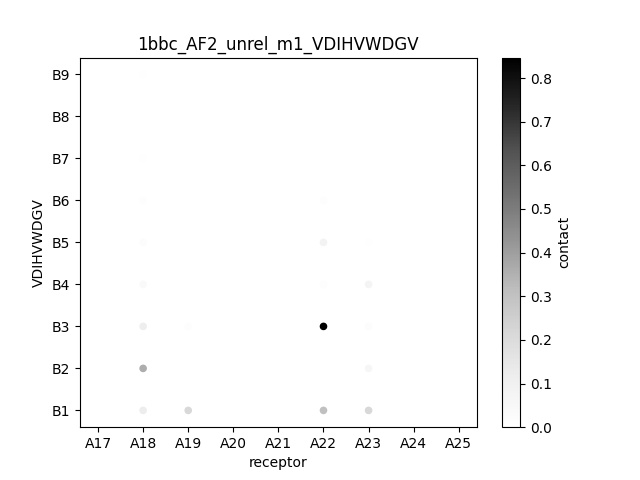 1bbc_AF2_unrel_m1_VDIHVWDGV
B9
B8
B7
B6
B5
B4
B3
B2
B1
VDIHVWDGV
A17 A18 A19 A20 A21 A22 A23 A24 A25
receptor
0.8
0.7
0.6
0.5
0.4
0.3
0.2
0.1
0.0
contact